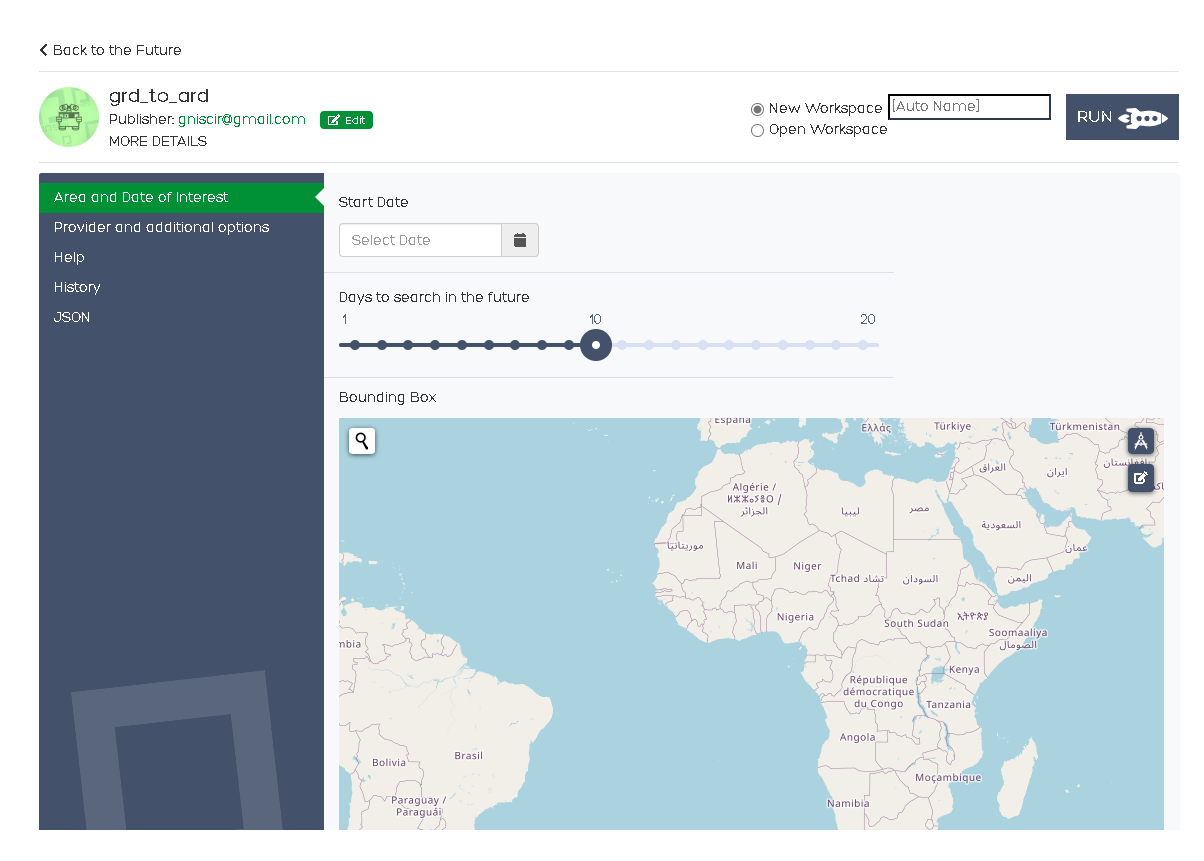 Back to the Future
grd_to_ard
Publisher: gniscir@gmail.com
Edit
MORE DETAILS
New Workspace
[Auto Name]
Open Workspace
RUN
Area and Date of Interest
Provider and additional options
Help
History
JSON
Start Date
Select Date
Days to search in the future
1
10
20
Bounding Box
España
Ελλάς
Türkiye
Türkmenistan
العراق
ایران
Algérie /
ⵍⵣⵣⴰⵢⴻⵔ /
الجزائر
ليبيا
مصر
السعودية
موريتانيا
عمان
Mali
Niger
Tchad تشاد
السودان
اليمن
Nigeria
South Sudan
ኢትዮጵያ
Soomaaliya
الصومال
Kenya
République
démocratique
du Congo
Tanzania
Angola
Moçambique
Namibia
mbia
Brasil
Bolivia
Paraguay /
Paraguái